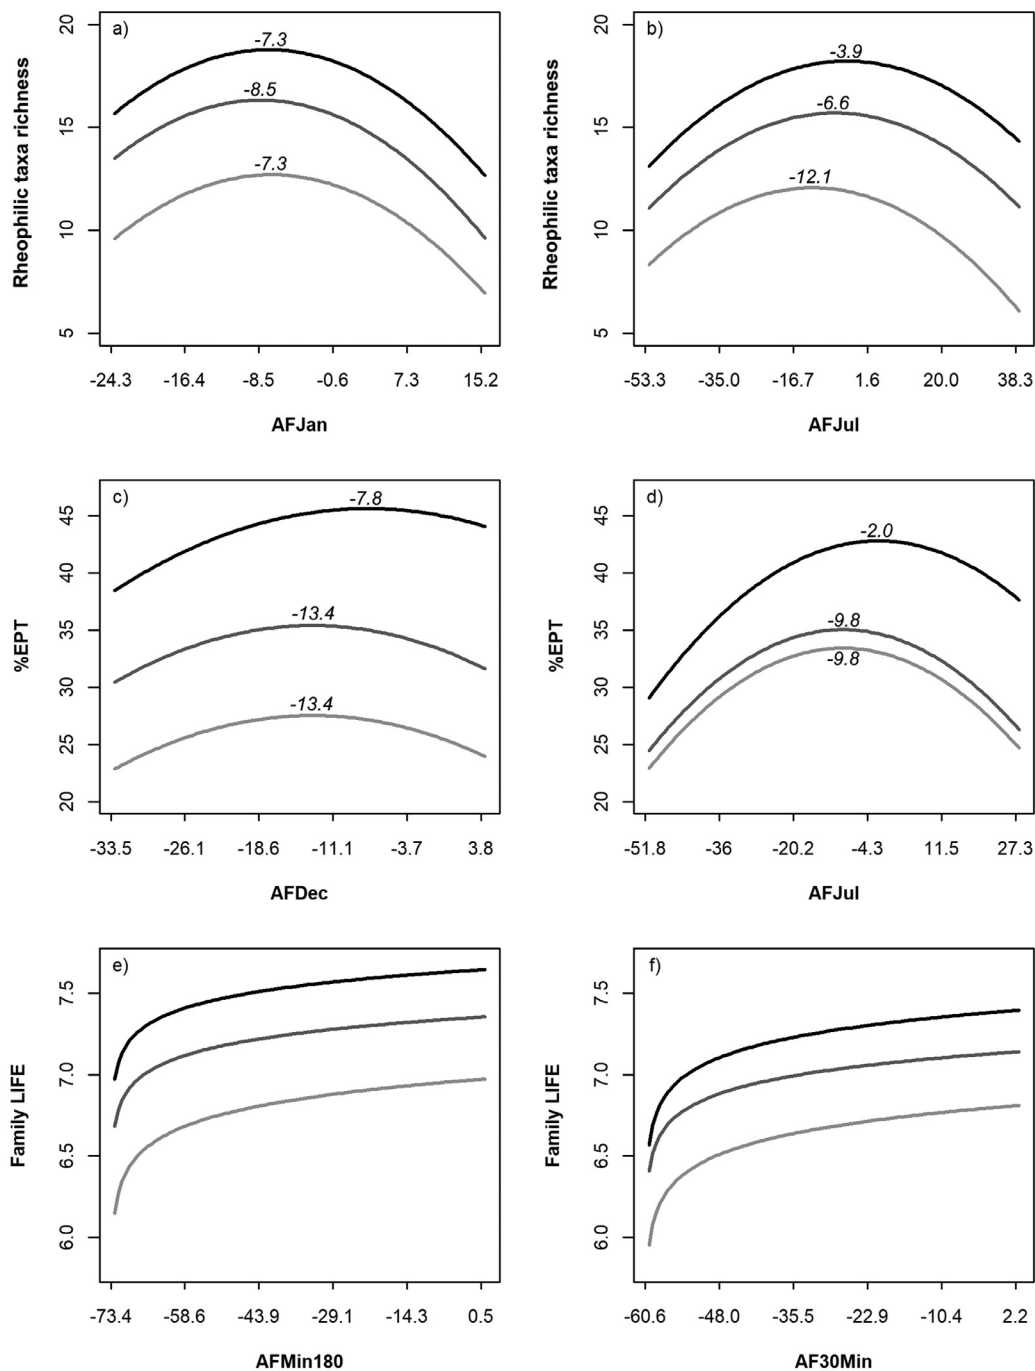 a)
Rheophilic taxa richness
20
15
10
5
-7.3
-8.5
-7.3
-24.3 -16.4 -8.5 -0.6 7.3 15.2
AFJan
b)
Rheophilic taxa richness
20
15
10
5
-3.9
-6.6
-12.1
-53.3 -35.0 -16.7 1.6 20.0 38.3
AFJul
c)
%EPT
45
40
35
30
25
20
-7.8
-13.4
-13.4
-33.5 -26.1 -18.6 -11.1 -3.7 3.8
AFDec
d)
%EPT
45
40
35
30
25
20
-2.0
-9.8
-9.8
-51.8 -36 -20.2 -4.3 11.5 27.3
AFJul
e)
Family LIFE
7.5
7.0
6.5
6.0
-73.4 -58.6 -43.9 -29.1 -14.3 0.5
AFMin180
f)
Family LIFE
7.5
7.0
6.5
6.0
-60.6 -48.0 -35.5 -22.9 -10.4 2.2
AF30Min